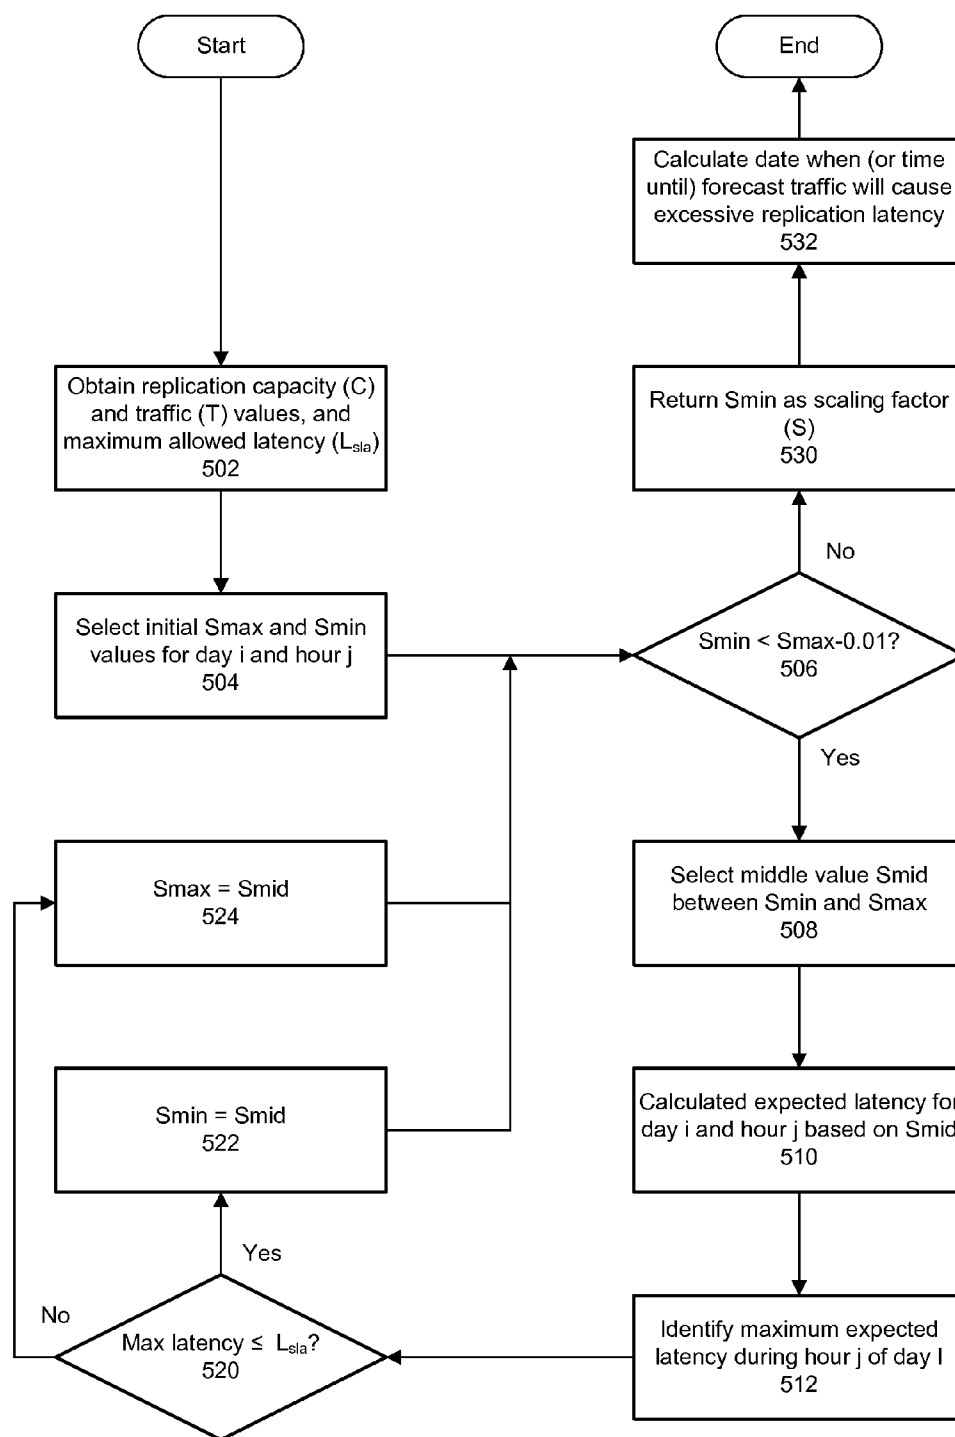 Start
Obtain replication capacity (C)
and traffic (T) values, and
maximum allowed latency (Lsla)
502
Select initial Smax and Smin
values for day i and hour j
504
Smax = Smid
524
Smin = Smid
522
Yes
No
Max latency ≤ Lsla?
520
End
Calculate date when (or time
until) forecast traffic will cause
excessive replication latency
532
Return Smin as scaling factor
(S)
530
No
Smin < Smax-0.01?
506
Yes
Select middle value Smid
between Smin and Smax
508
Calculated expected latency for
day i and hour j based on Smid
510
Identify maximum expected
latency during hour j of day I
512